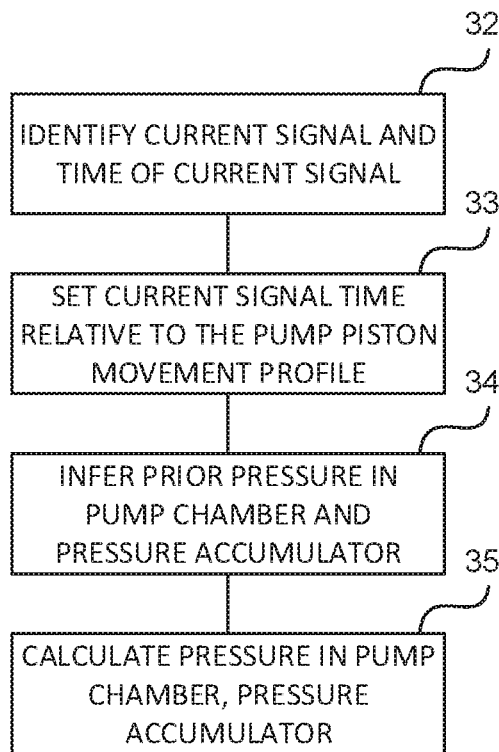 32
IDENTIFY CURRENT SIGNAL AND
TIME OF CURRENT SIGNAL
33
SET CURRENT SIGNAL TIME
RELATIVE TO THE PUMP PISTON
MOVEMENT PROFILE
34
INFER PRIOR PRESSURE IN
PUMP CHAMBER AND
PRESSURE ACCUMULATOR
35
CALCULATE PRESSURE IN PUMP
CHAMBER, PRESSURE
ACCUMULATOR